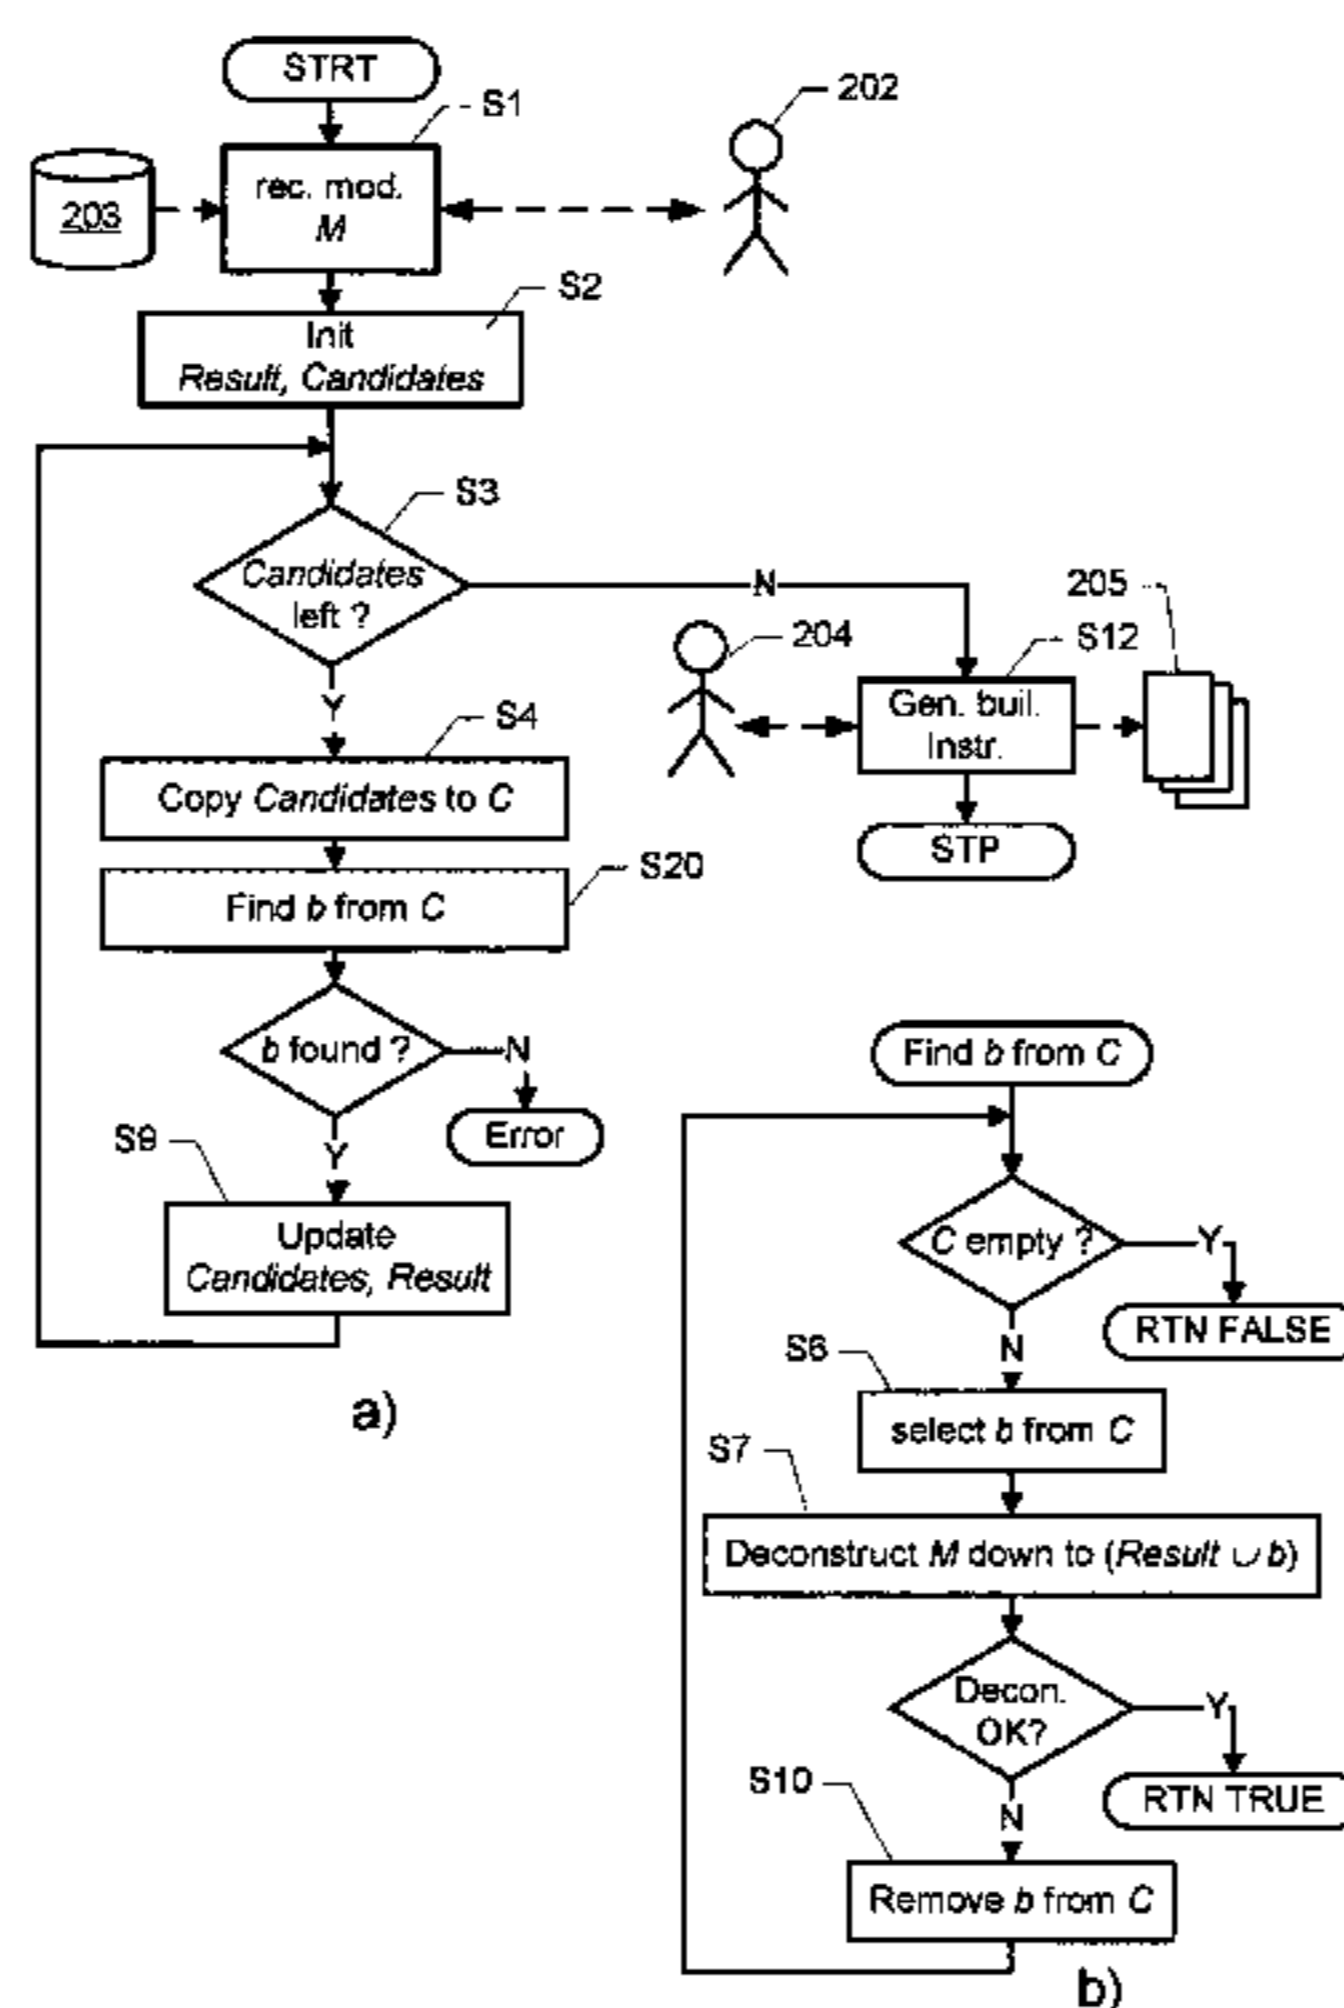 STRT
S1
202
203
rec. mod.
M
S2
Init
Result, Candidates
S3
Candidates
left ?
N
Y
204
205
S12
Gen. buil.
Instr.
STP
S4
Copy Candidates to C
S20
Find b from C
b found ?
N
Error
Y
S9
Update
Candidates, Result
a)
Find b from C
C empty ?
Y
RTN FALSE
N
S6
select b from C
S7
Deconstruct M down to (Result ∪ b)
Decon.
OK?
Y
RTN TRUE
N
S10
Remove b from C
b)